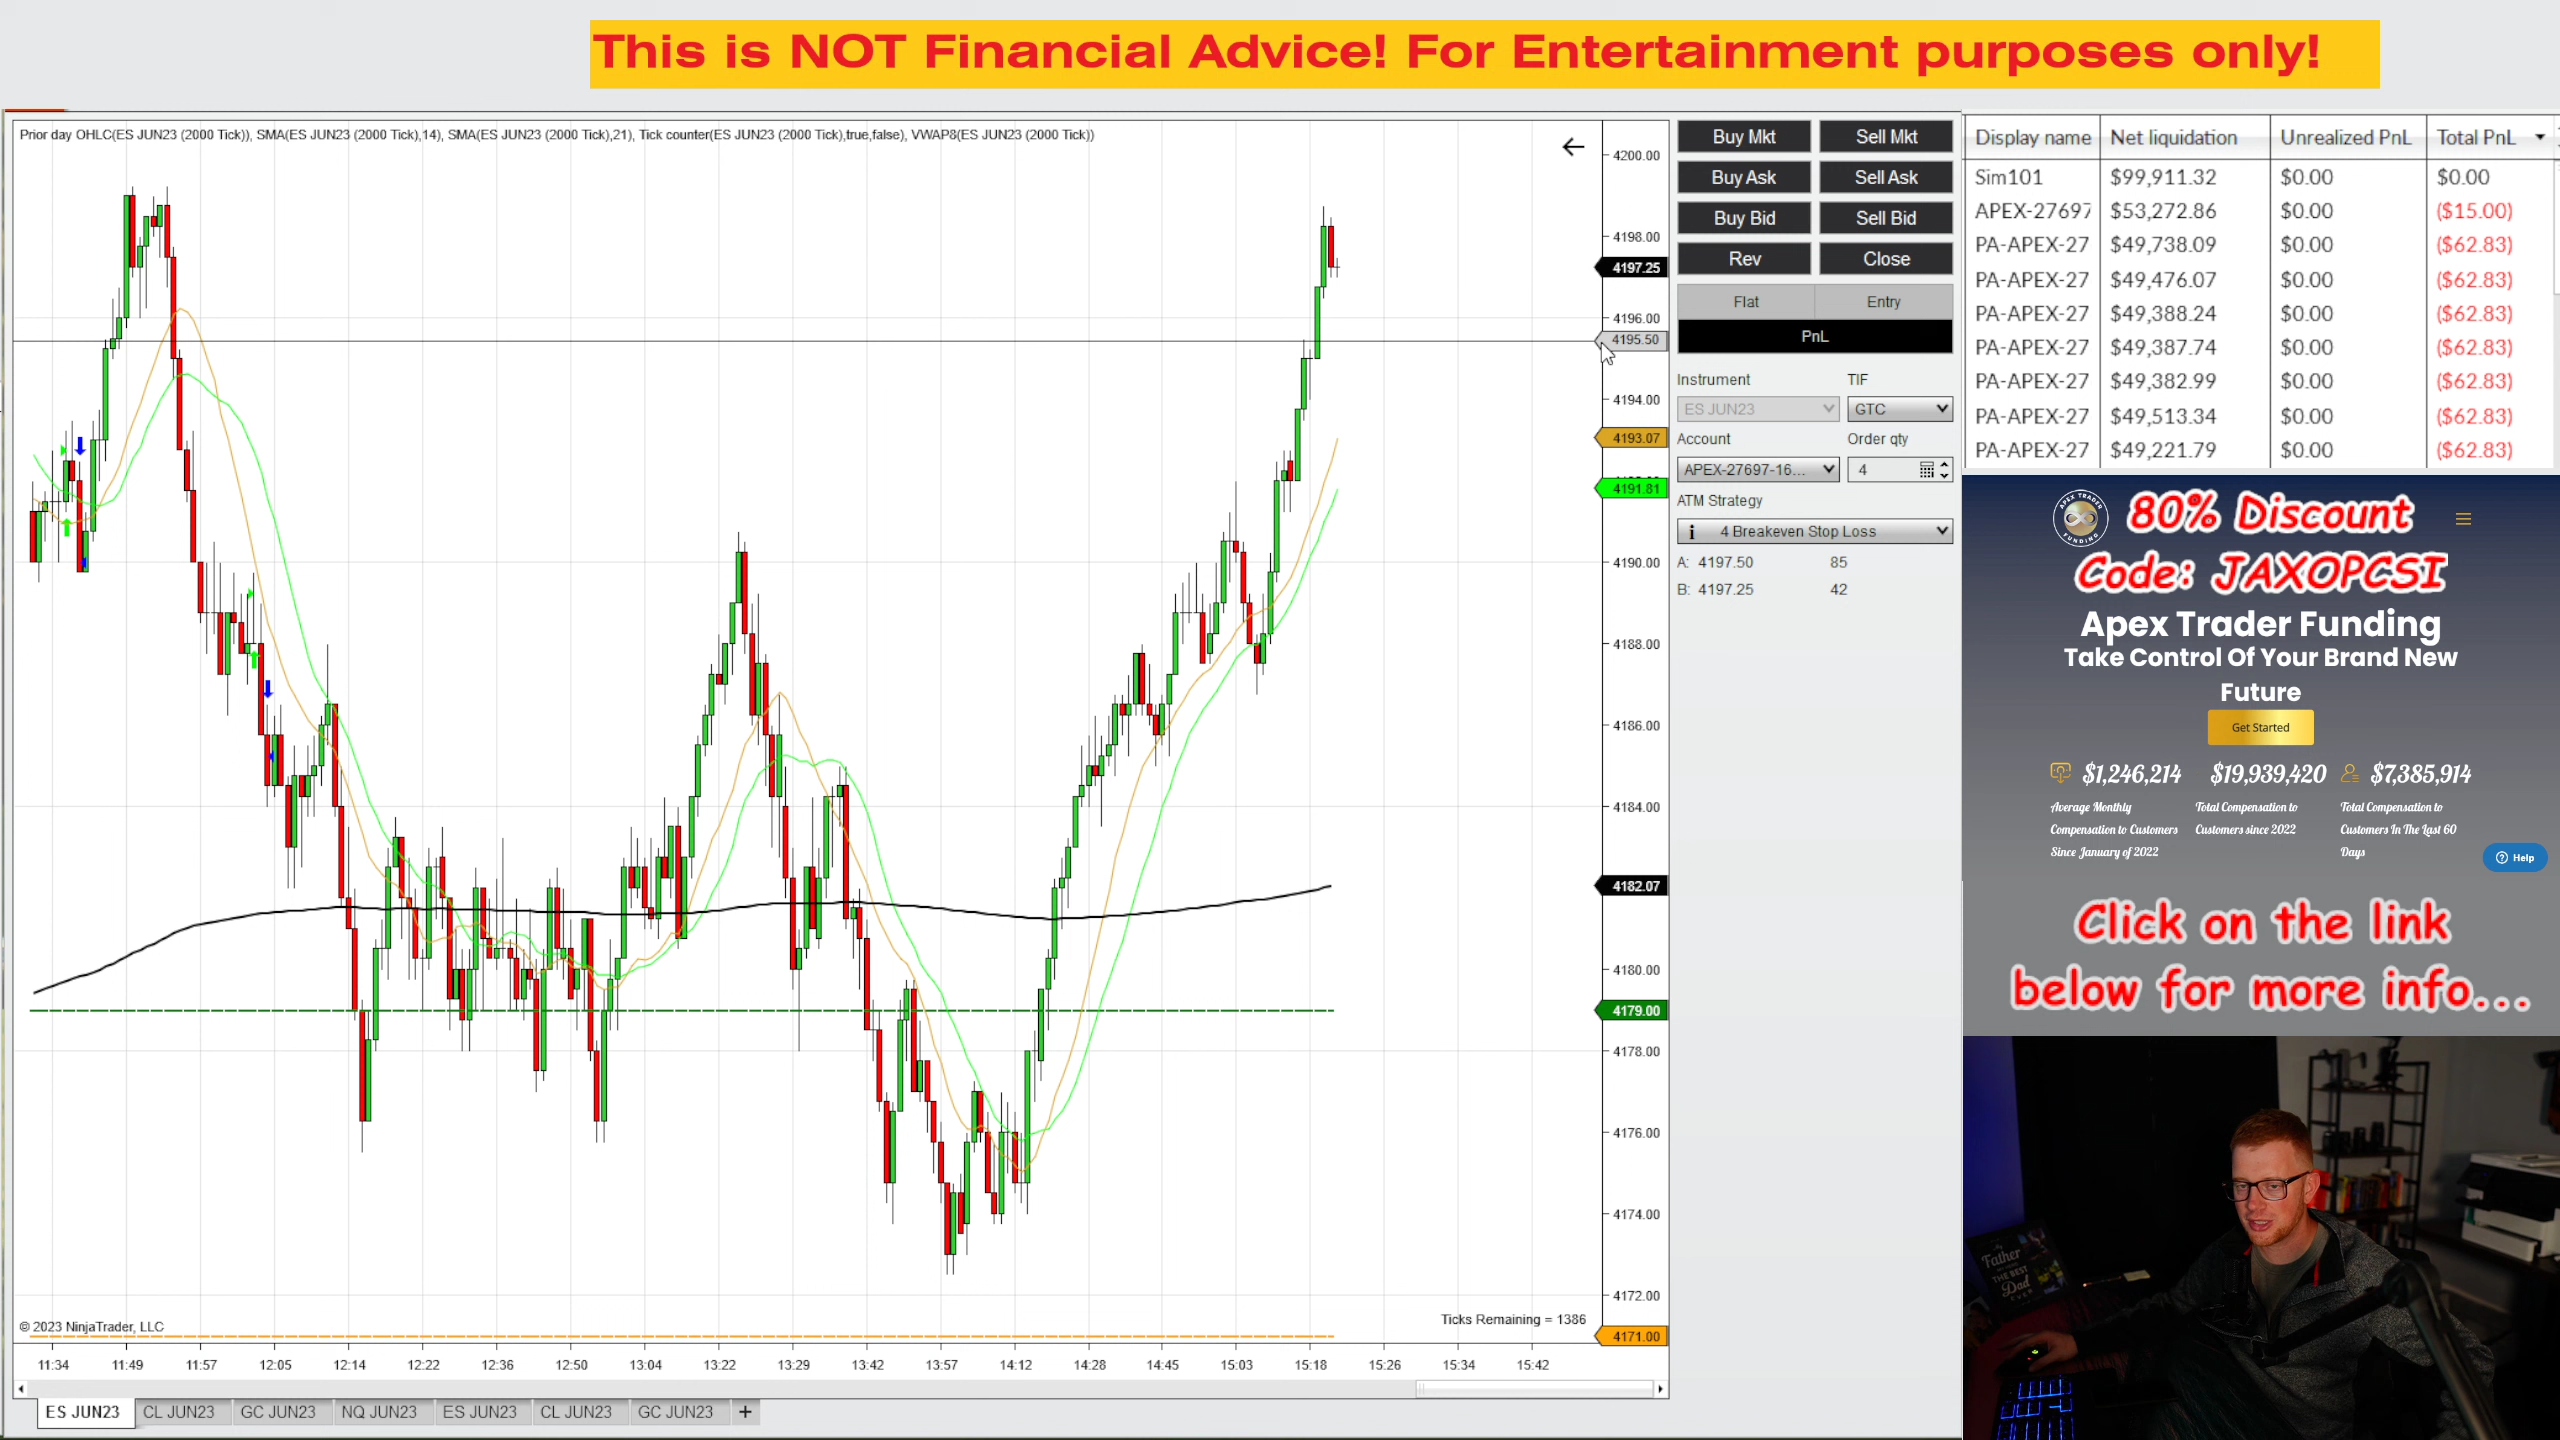 This is NOT Financial Advice! For Entertainment purposes only!
Prior day OHLC(ES JUN23 (2000 Tick)), SMA(ES JUN23 (2000 Tick),14), SMA(ES JUN23 (2000 Tick),21), Tick counter(ES JUN23 (2000 Tick),true,false), VWAP8(ES JUN23 (2000 Tick))
4200.00
4198.00
4197.25
4196.00
4195.50
4194.00
4193.07
4191.81
4190.00
4188.00
4186.00
4184.00
4182.07
4180.00
4179.00
4178.00
4176.00
4174.00
4172.00
4171.00
Ticks Remaining = 1386
© 2023 NinjaTrader, LLC
11:34 11:49 11:57 12:05 12:14 12:22 12:36 12:50 13:04 13:22 13:29 13:42 13:57 14:12 14:28 14:45 15:03 15:18 15:26 15:34 15:42
ES JUN23 CL JUN23 GC JUN23 NQ JUN23 ES JUN23 CL JUN23 GC JUN23 +
Buy Mkt Sell Mkt
Buy Ask Sell Ask
Buy Bid Sell Bid
Rev Close
Flat Entry
PnL
Instrument TIF
ES JUN23 GTC
Account Order qty
APEX-27697-16... 4
ATM Strategy
4 Breakeven Stop Loss
A: 4197.50 85
B: 4197.25 42
Display name Net liquidation Unrealized PnL Total PnL
Sim101 $99,911.32 $0.00 $0.00
APEX-27697 $53,272.86 $0.00 ($15.00)
PA-APEX-27 $49,738.09 $0.00 ($62.83)
PA-APEX-27 $49,476.07 $0.00 ($62.83)
PA-APEX-27 $49,388.24 $0.00 ($62.83)
PA-APEX-27 $49,387.74 $0.00 ($62.83)
PA-APEX-27 $49,382.99 $0.00 ($62.83)
PA-APEX-27 $49,513.34 $0.00 ($62.83)
PA-APEX-27 $49,221.79 $0.00 ($62.83)
APEX TRADER
FUNDING
80% Discount
Code: JAXOPCSI
Apex Trader Funding
Take Control Of Your Brand New
Future
Get Started
$1,246,214 $19,939,420 $7,385,914
Average Monthly
Compensation to Customers
Since January of 2022
Total Compensation to
Customers since 2022
Total Compensation to
Customers In The Last 60
Days
Help
Click on the link
below for more info...
Father
THE BEST
Dad
EVER